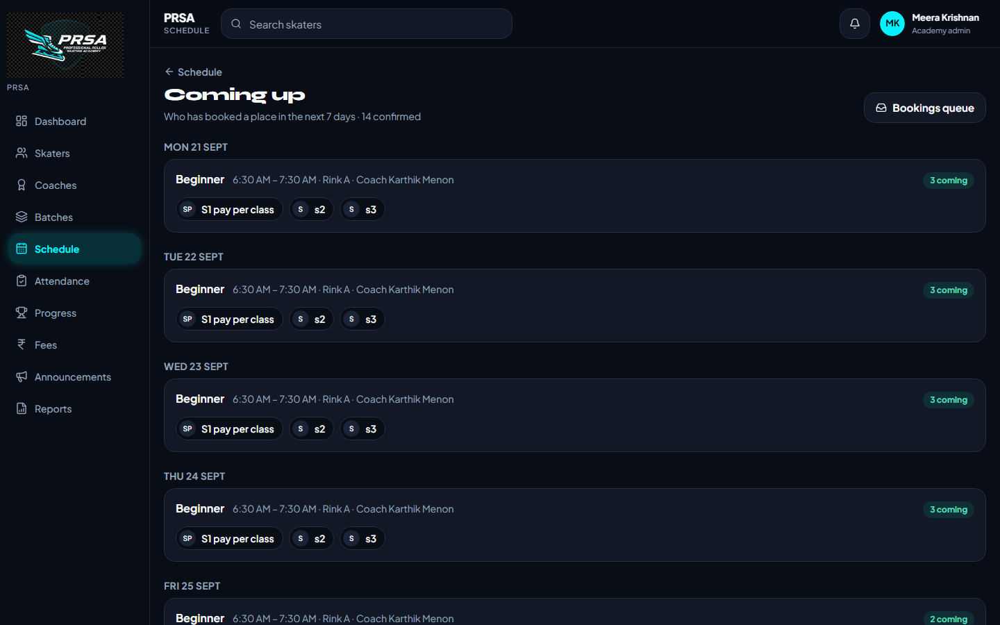 PRSA
PROFESSIONAL ROLLER
SKATING ACADEMY
PRSA
Dashboard
Skaters
Coaches
Batches
Schedule
Attendance
Progress
Fees
Announcements
Reports
PRSA
SCHEDULE
Search skaters
MK
Meera Krishnan
Academy admin
← Schedule
Coming up
Who has booked a place in the next 7 days · 14 confirmed
Bookings queue
MON 21 SEPT
Beginner 6:30 AM – 7:30 AM · Rink A · Coach Karthik Menon
3 coming
SP S1 pay per class S s2 S s3
TUE 22 SEPT
Beginner 6:30 AM – 7:30 AM · Rink A · Coach Karthik Menon
3 coming
SP S1 pay per class S s2 S s3
WED 23 SEPT
Beginner 6:30 AM – 7:30 AM · Rink A · Coach Karthik Menon
3 coming
SP S1 pay per class S s2 S s3
THU 24 SEPT
Beginner 6:30 AM – 7:30 AM · Rink A · Coach Karthik Menon
3 coming
SP S1 pay per class S s2 S s3
FRI 25 SEPT
Beginner 6:30 AM – 7:30 AM · Rink A · Coach Karthik Menon
2 coming